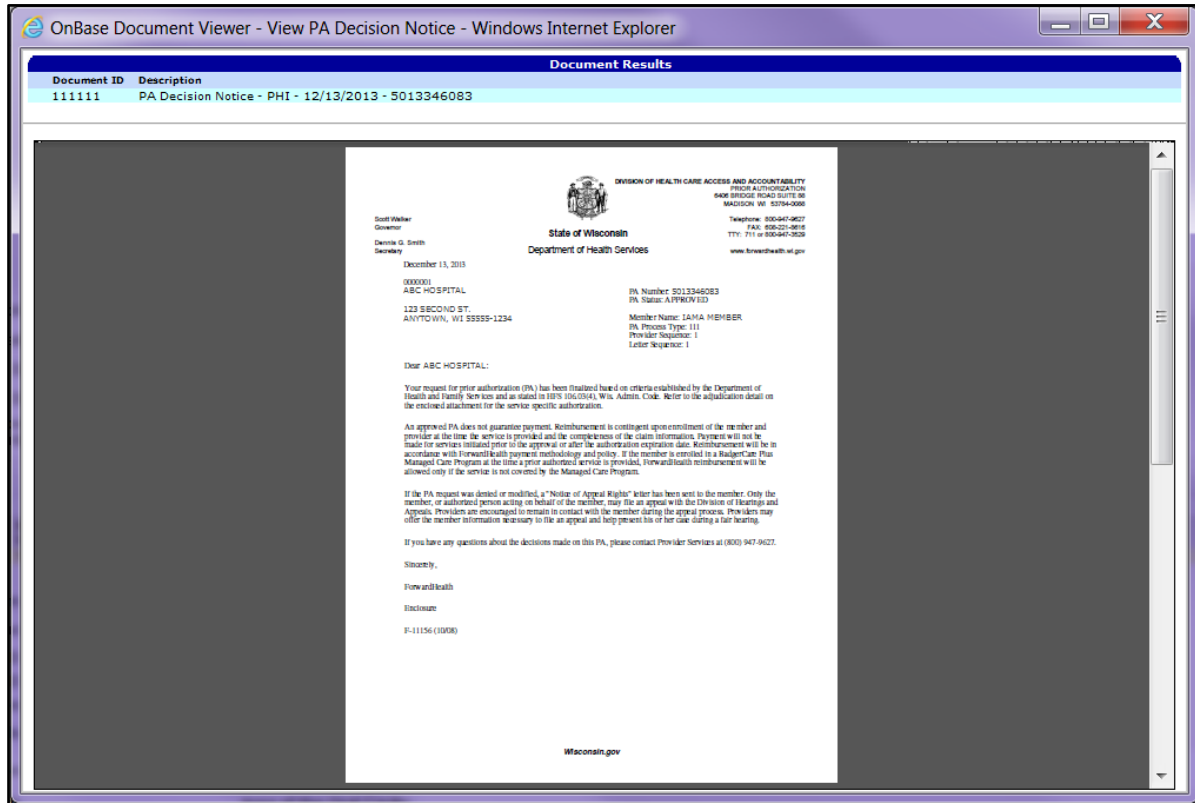 OnBase Document Viewer - View PA Decision Notice - Windows Internet Explorer
Document Results
Document ID Description
111111 PA Decision Notice - PHI - 12/13/2013 - 5013346083
DIVISION OF HEALTH CARE ACCESS AND ACCOUNTABILITY
PRIOR AUTHORIZATION
6406 BRIDGE ROAD SUITE 88
MADISON WI 53784-0088
Scott Walker
Governor
Dennis G. Smith
Secretary
State of Wisconsin
Department of Health Services
Telephone: 800-947-9627
FAX: 608-221-8616
TTY: 711 or 800-947-3529
www.forwardhealth.wi.gov
December 13, 2013
0000001
ABC HOSPITAL
123 SECOND ST.
ANYTOWN, WI 55555-1234
PA Number: 5013346083
PA Status: APPROVED
Member Name: IAMA MEMBER
PA Process Type: 111
Provider Sequence: 1
Letter Sequence: 1
Dear ABC HOSPITAL:
Your request for prior authorization (PA) has been finalized based on criteria established by the Department of
Health and Family Services and as stated in HFS 106.03(4), Wis. Admin. Code. Refer to the adjudication detail on
the enclosed attachment for the service specific authorization.
An approved PA does not guarantee payment. Reimbursement is contingent upon enrollment of the member and
provider at the time the service is provided and the completeness of the claim information. Payment will not be
made for services initiated prior to the approval or after the authorization expiration date. Reimbursement will be in
accordance with ForwardHealth payment methodology and policy. If the member is enrolled in a BadgerCare Plus
Managed Care Program at the time a prior authorized service is provided, ForwardHealth reimbursement will be
allowed only if the service is not covered by the Managed Care Program.
If the PA request was denied or modified, a "Notice of Appeal Rights" letter has been sent to the member. Only the
member, or authorized person acting on behalf of the member, may file an appeal with the Division of Hearings and
Appeals. Providers are encouraged to remain in contact with the member during the appeal process. Providers may
offer the member information necessary to file an appeal and help present his or her case during a fair hearing.
If you have any questions about the decisions made on this PA, please contact Provider Services at (800) 947-9627.
Sincerely,
ForwardHealth
Enclosure
F-11156 (10/08)
Wisconsin.gov